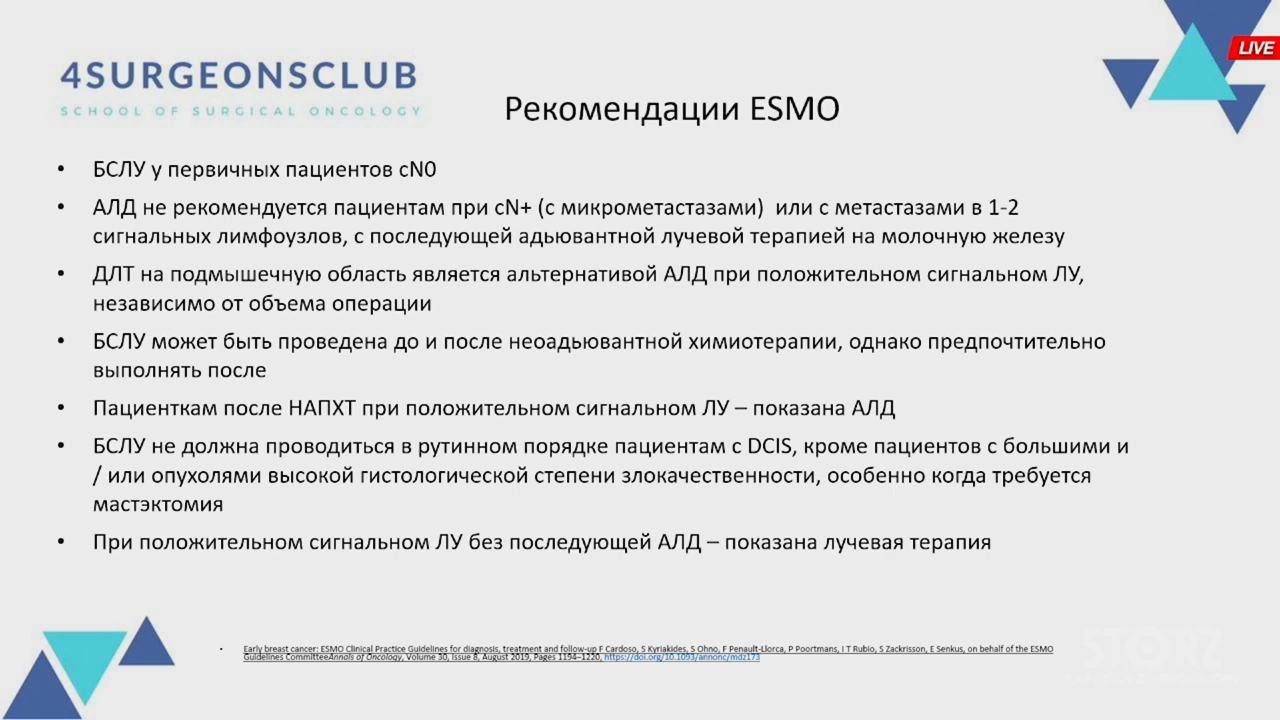 4SURGEONSCLUB
SCHOOL OF SURGICAL ONCOLOGY
LIVE
Рекомендации ESMO
• БСЛУ у первичных пациентов cN0
• АЛД не рекомендуется пациентам при cN+ (с микрометастазами) или с метастазами в 1-2
сигнальных лимфоузлов, с последующей адьювантной лучевой терапией на молочную железу
• ДЛТ на подмышечную область является альтернативой АЛД при положительном сигнальном ЛУ,
независимо от объема операции
• БСЛУ может быть проведена до и после неоадьювантной химиотерапии, однако предпочтительно
выполнять после
• Пациенткам после НАПХТ при положительном сигнальном ЛУ – показана АЛД
• БСЛУ не должна проводиться в рутинном порядке пациентам с DCIS, кроме пациентов с большими и
/ или опухолями высокой гистологической степени злокачественности, особенно когда требуется
мастэктомия
• При положительном сигнальном ЛУ без последующей АЛД – показана лучевая терапия
• Early breast cancer: ESMO Clinical Practice Guidelines for diagnosis, treatment and follow-up F Cardoso, S Kyriakides, S Ohno, F Penault-Llorca, P Poortmans, I T Rubio, S Zackrisson, E Senkus, on behalf of the ESMO
Guidelines CommitteeAnnals of Oncology, Volume 30, Issue 8, August 2019, Pages 1194–1220, https://doi.org/10.1093/annonc/mdz173
STORZ